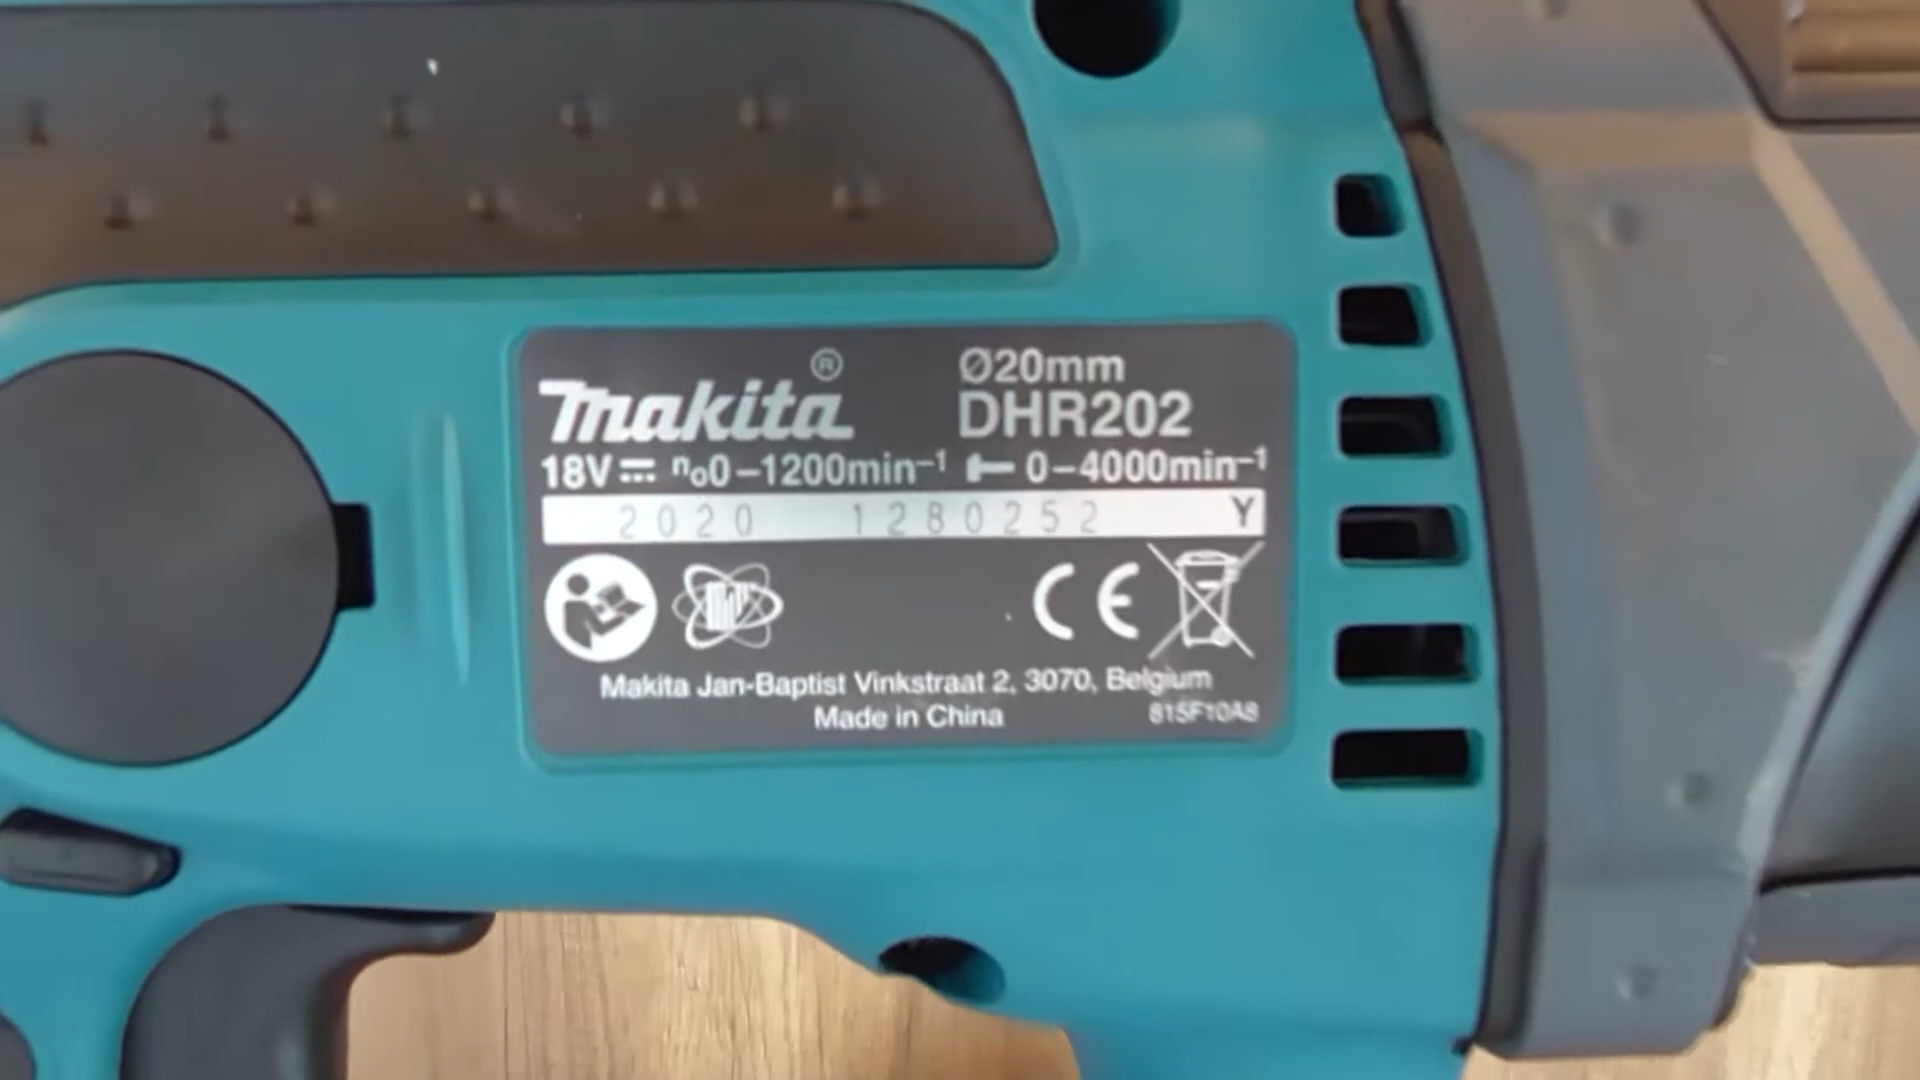 makita® Ø20mm
DHR202
18V⎓ n₀0–1200min⁻¹ 0–4000min⁻¹
2020 1280252 Y
CE
Makita Jan-Baptist Vinkstraat 2, 3070, Belgium
Made in China 815F10A8